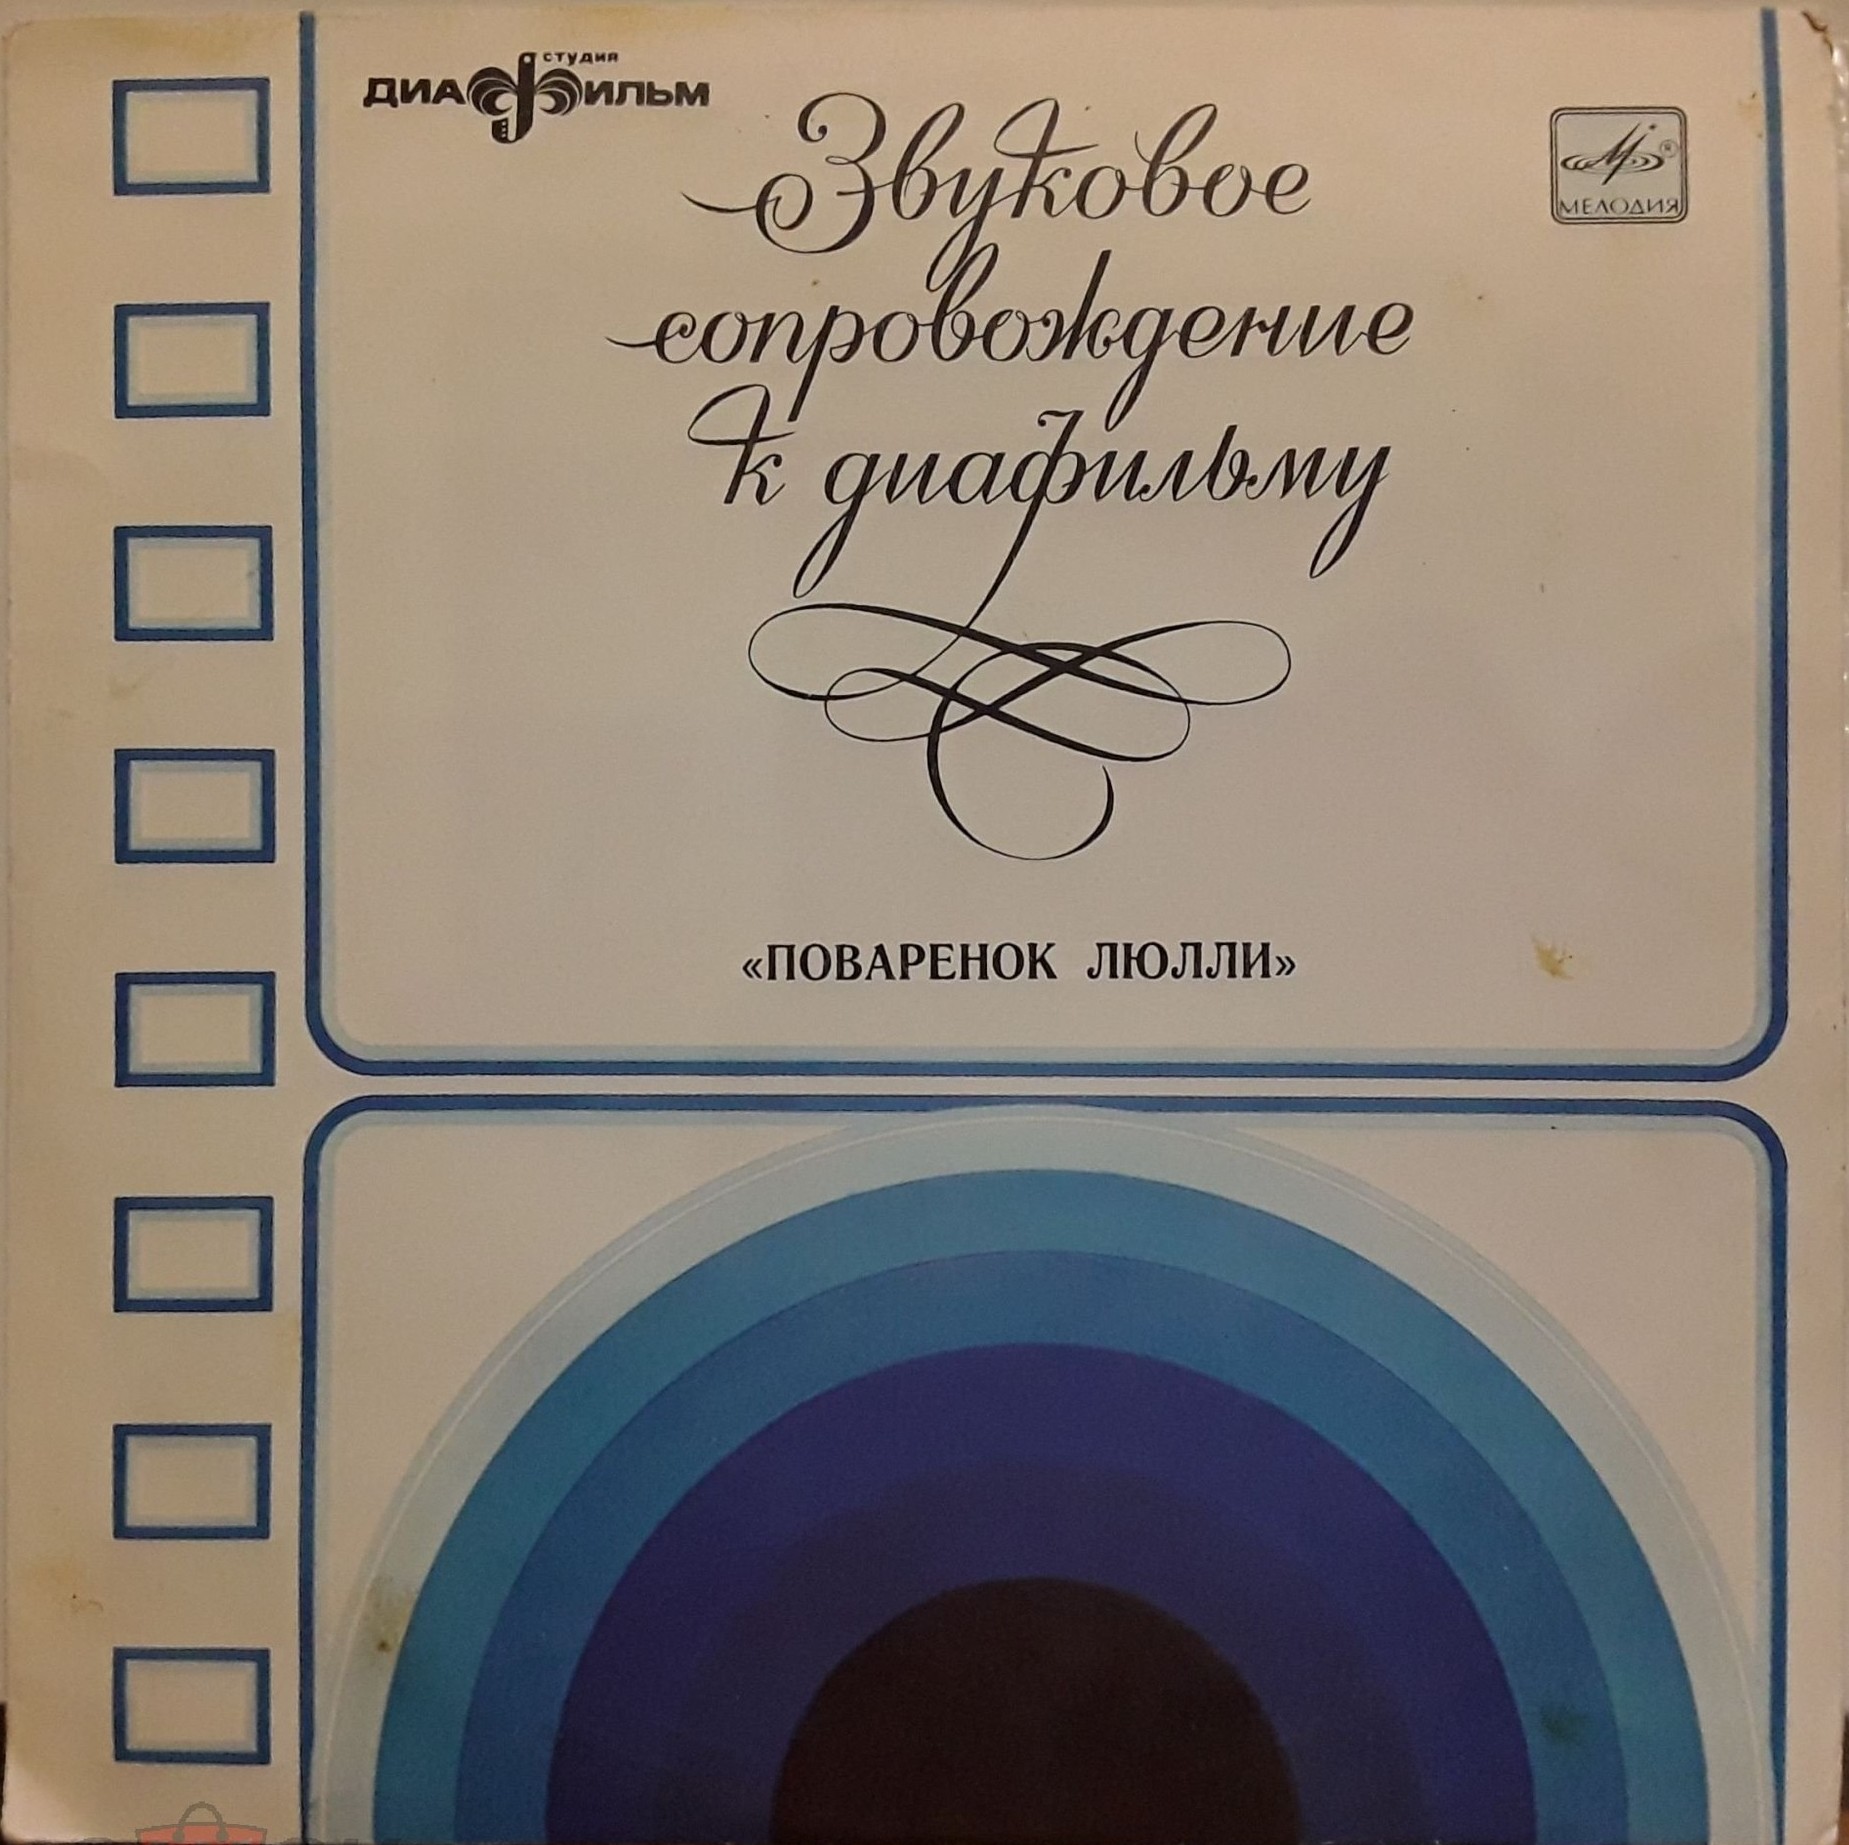 студия
ДИАФИЛЬМ
Звуковое
сопровождение
к диафильму
МЕЛОДИЯ
«ПОВАРЕНОК ЛЮЛЛИ»